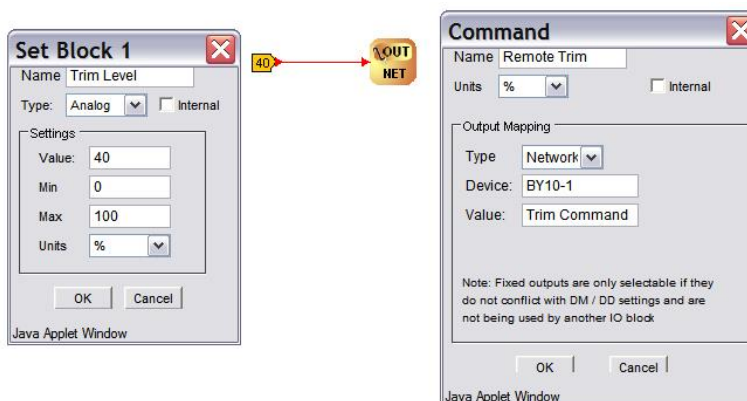 Set Block 1
Name Trim Level
Type: Analog Internal
Settings
Value: 40
Min 0
Max 100
Units %
OK Cancel
Java Applet Window
40
OUT
NET
Command
Name Remote Trim
Units % Internal
Output Mapping
Type Network
Device: BY10-1
Value: Trim Command
Note: Fixed outputs are only selectable if they
do not conflict with DM / DD settings and are
not being used by another IO block
OK Cancel
Java Applet Window